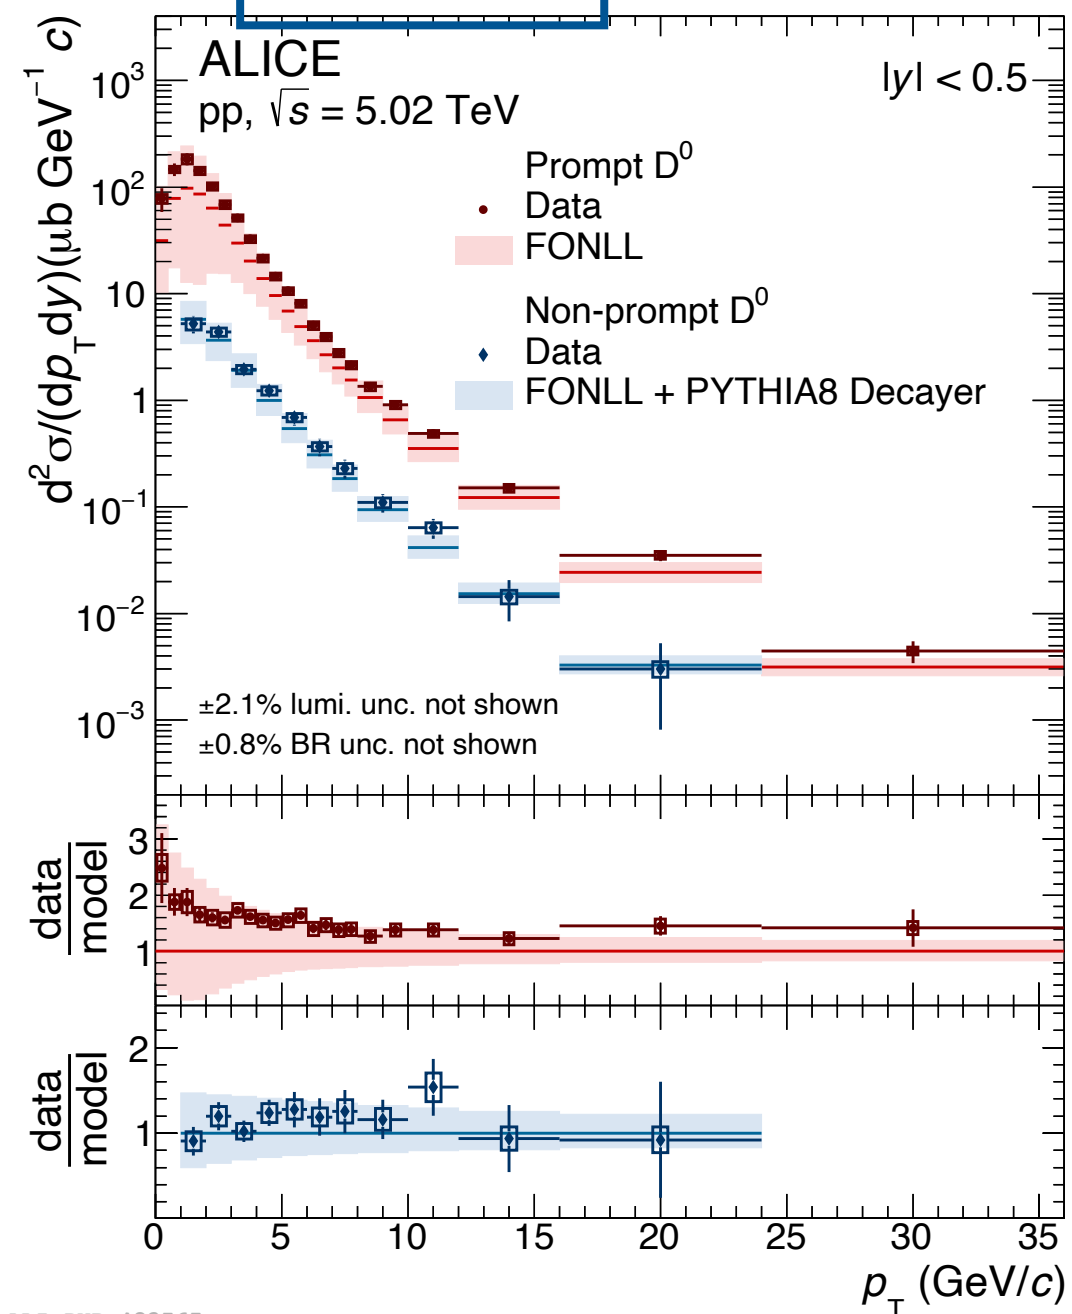 ALICE
pp, √s = 5.02 TeV
|y| < 0.5
Prompt D⁰
Data
FONLL
Non-prompt D⁰
Data
FONLL + PYTHIA8 Decayer
±2.1% lumi. unc. not shown
±0.8% BR unc. not shown
d²σ/(dp_T dy)(μb GeV⁻¹ c)
10³
10²
10
1
10⁻¹
10⁻²
10⁻³
data
model
3
2
1
data
model
2
1
0 5 10 15 20 25 30 35
p_T (GeV/c)